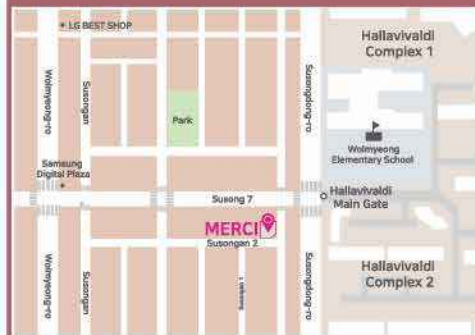 LG BEST SHOP
Hallavivaldi
Complex 1
Wolmyeong-ro
Susongan
Susongdong-ro
Park
Wolmyeong
Elementary School
Samsung
Digital Plaza
Susong 7
Hallavivaldi
Main Gate
MERCI
Susongan 2
Wolmyeong-ro
Susongan
Susongdong-ro
Hallavivaldi
Complex 2